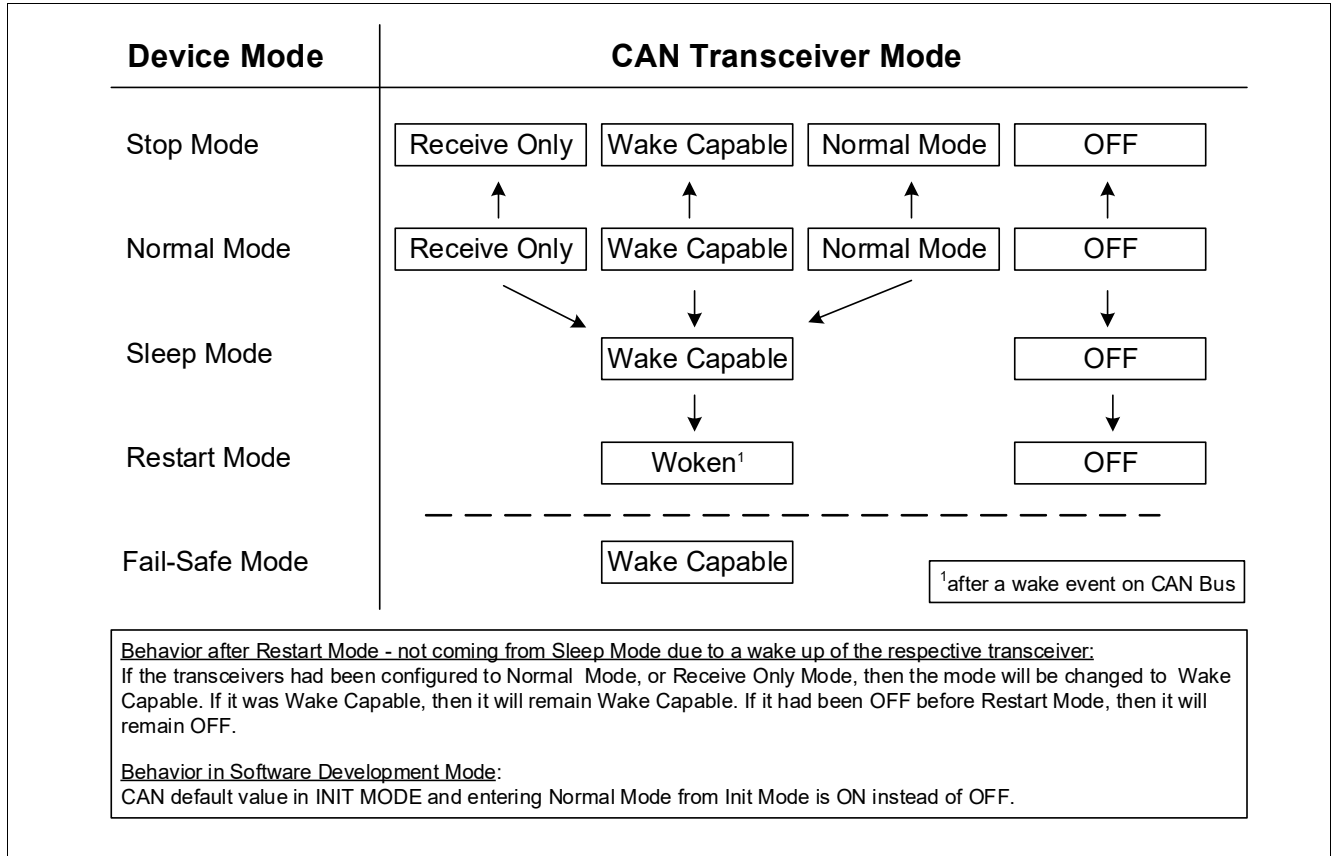 Device Mode CAN Transceiver Mode
Stop Mode Receive Only Wake Capable Normal Mode OFF
Normal Mode Receive Only Wake Capable Normal Mode OFF
Sleep Mode Wake Capable OFF
Restart Mode Woken¹ OFF
Fail-Safe Mode Wake Capable
¹after a wake event on CAN Bus
Behavior after Restart Mode - not coming from Sleep Mode due to a wake up of the respective transceiver:
If the transceivers had been configured to Normal Mode, or Receive Only Mode, then the mode will be changed to Wake
Capable. If it was Wake Capable, then it will remain Wake Capable. If it had been OFF before Restart Mode, then it will
remain OFF.
Behavior in Software Development Mode:
CAN default value in INIT MODE and entering Normal Mode from Init Mode is ON instead of OFF.